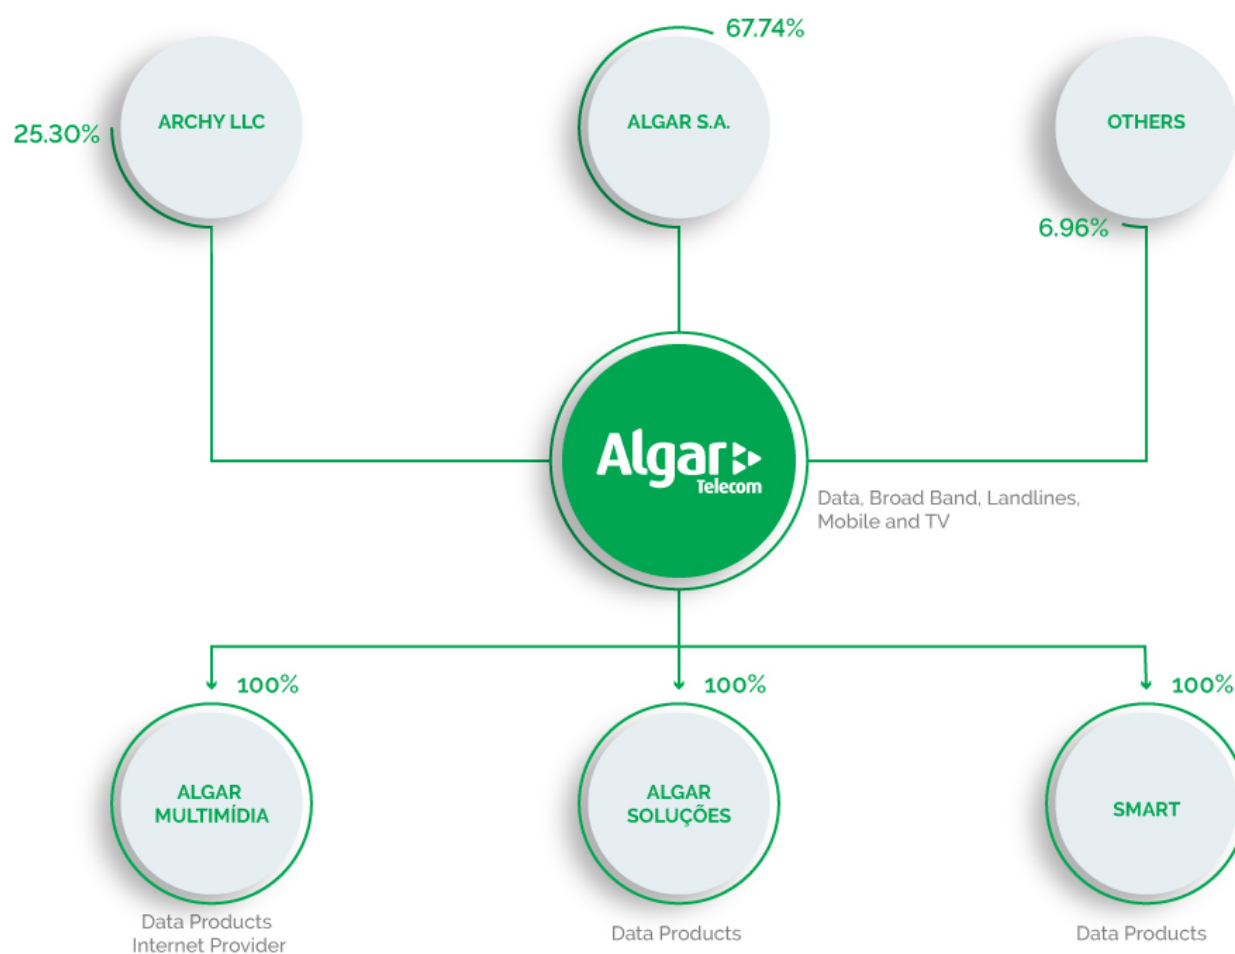 67.74%
ARCHY LLC
ALGAR S.A.
OTHERS
25.30%
6.96%
Algar
Telecom
Data, Broad Band, Landlines,
Mobile and TV
100%
100%
100%
ALGAR
MULTIMÍDIA
ALGAR
SOLUÇÕES
SMART
Data Products
Internet Provider
Data Products
Data Products